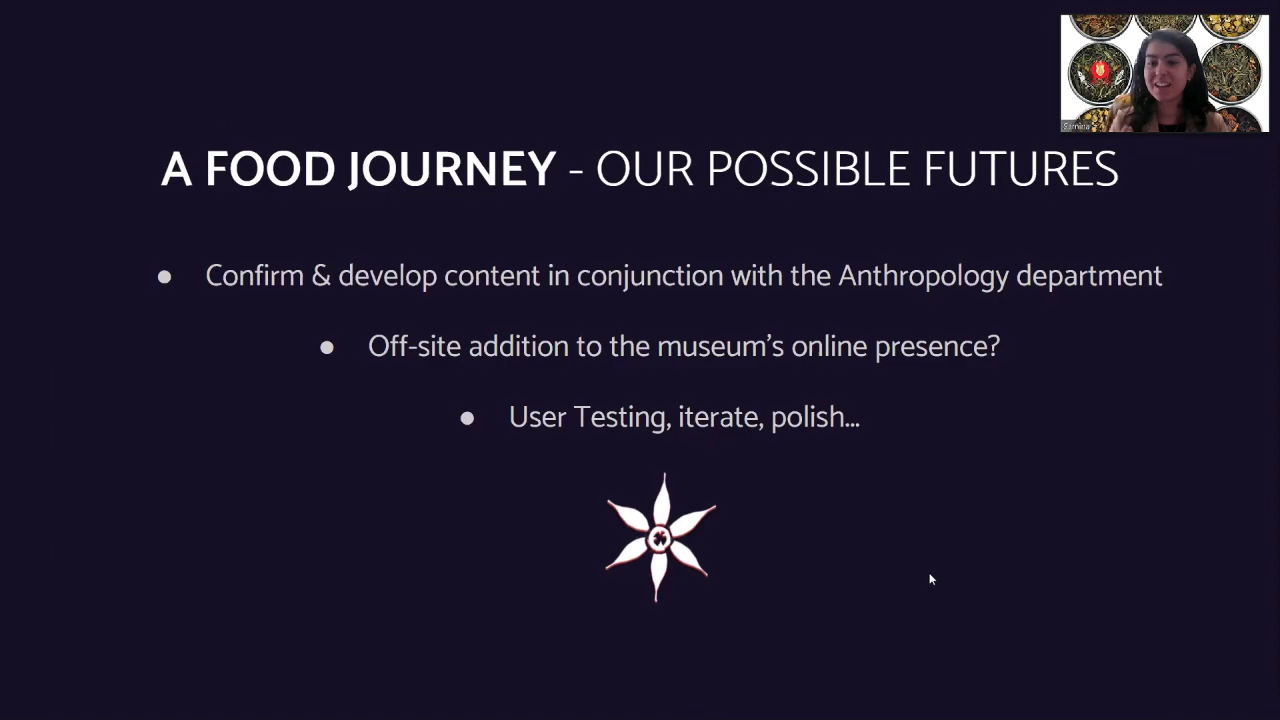 Samina
A FOOD JOURNEY - OUR POSSIBLE FUTURES
● Confirm & develop content in conjunction with the Anthropology department
● Off-site addition to the museum’s online presence?
● User Testing, iterate, polish...